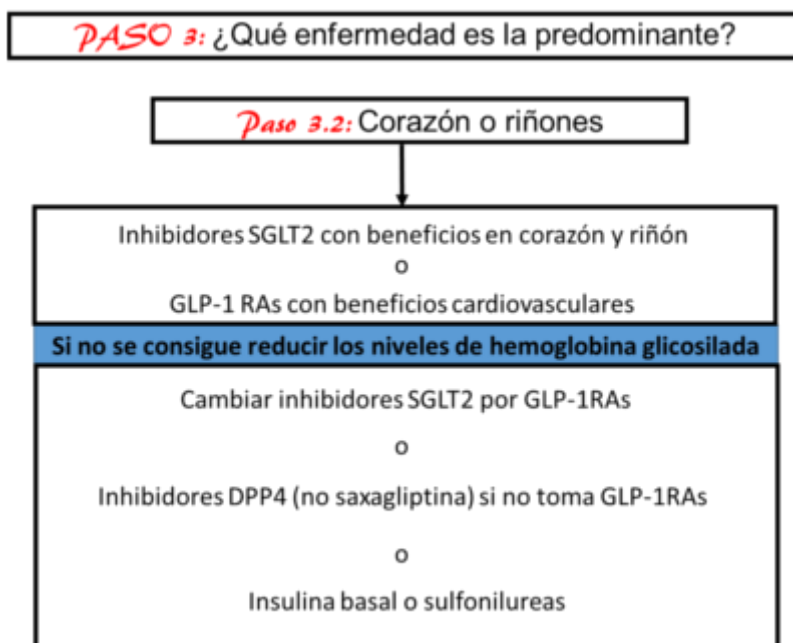 PASO 3: ¿Qué enfermedad es la predominante?
Paso 3.2: Corazón o riñones
Inhibidores SGLT2 con beneficios en corazón y riñón
o
GLP-1 RAs con beneficios cardiovasculares
Si no se consigue reducir los niveles de hemoglobina glicosilada
Cambiar inhibidores SGLT2 por GLP-1RAs
o
Inhibidores DPP4 (no saxagliptina) si no toma GLP-1RAs
o
Insulina basal o sulfonilureas